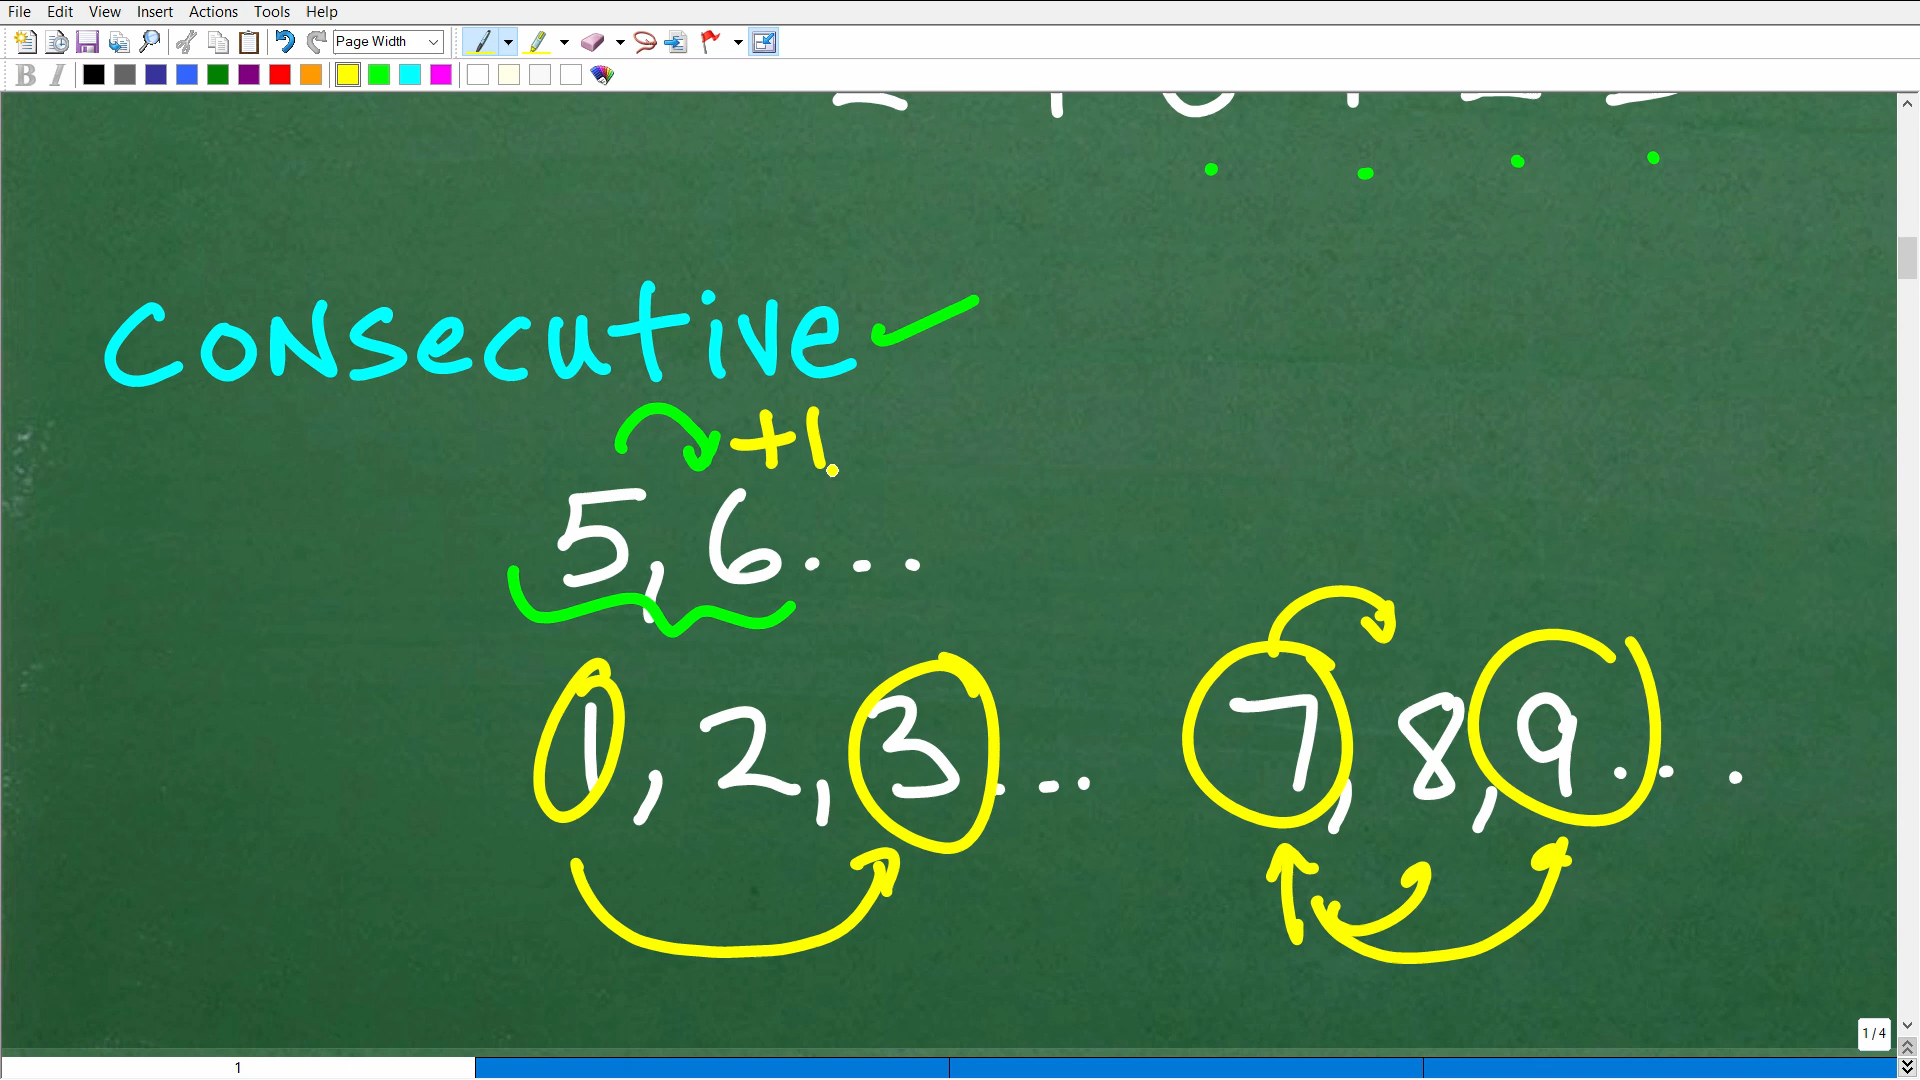 File Edit View Insert Actions Tools Help
Page Width
B I
Consecutive
+1
5, 6...
1, 2, 3... 7, 8, 9...
1/4
1